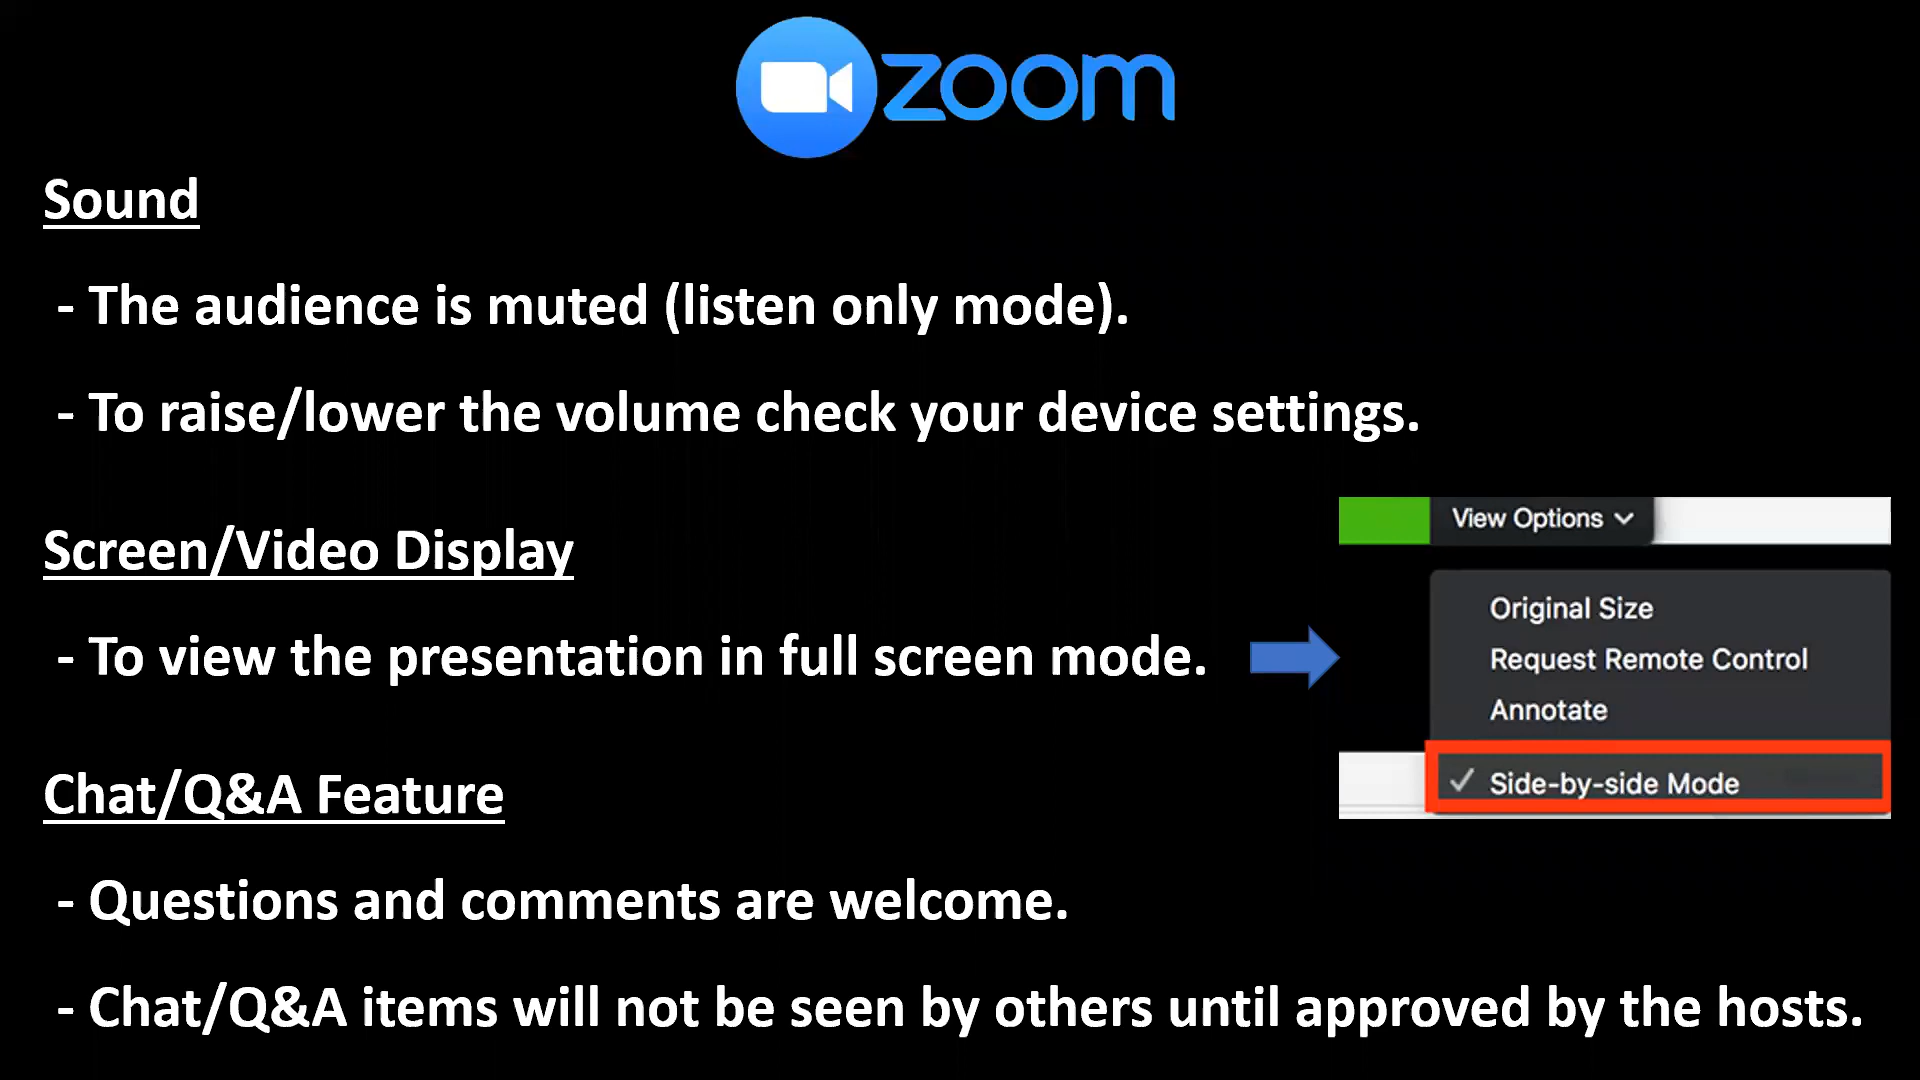 zoom
Sound
- The audience is muted (listen only mode).
- To raise/lower the volume check your device settings.
Screen/Video Display
- To view the presentation in full screen mode.
View Options
Original Size
Request Remote Control
Annotate
✓ Side-by-side Mode
Chat/Q&A Feature
- Questions and comments are welcome.
- Chat/Q&A items will not be seen by others until approved by the hosts.